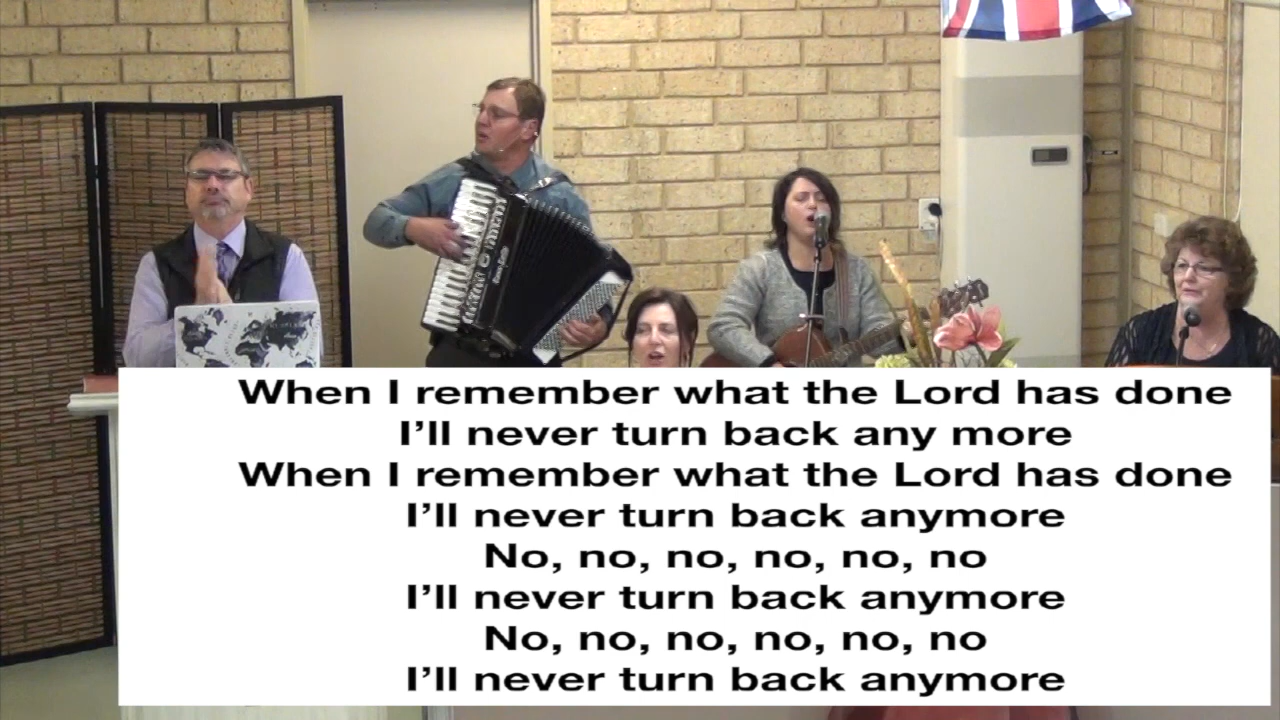 When I remember what the Lord has done
I'll never turn back any more
When I remember what the Lord has done
I'll never turn back anymore
No, no, no, no, no, no
I'll never turn back anymore
No, no, no, no, no, no
I'll never turn back anymore